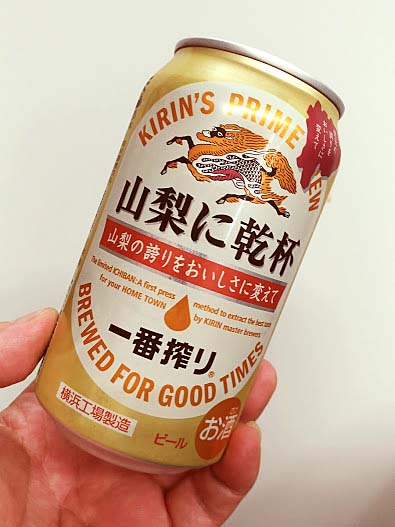 KIRIN'S PRIME
山梨に乾杯
山梨の誇りをおいしさに変えて
The limited ICHIBAN: A first press
for your HOME TOWN
method to extract the best taste
by KIRIN master brewers.
一番搾り®
BREWED FOR GOOD TIMES
横浜工場製造
ビール
お酒